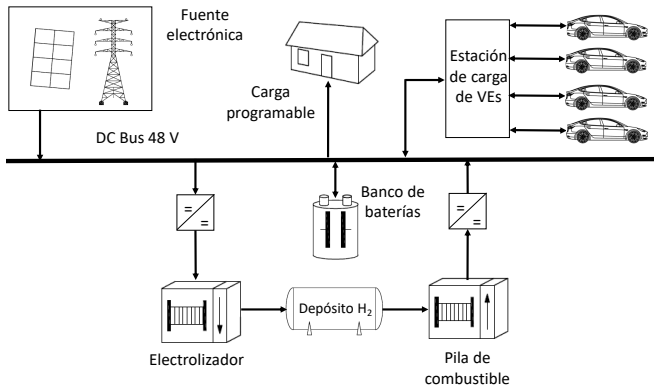 Fuente
electrónica
Carga
programable
Estación
de carga
de VEs
DC Bus 48 V
Banco de
baterías
=
=
=
=
Depósito H₂
Electrolizador
Pila de
combustible